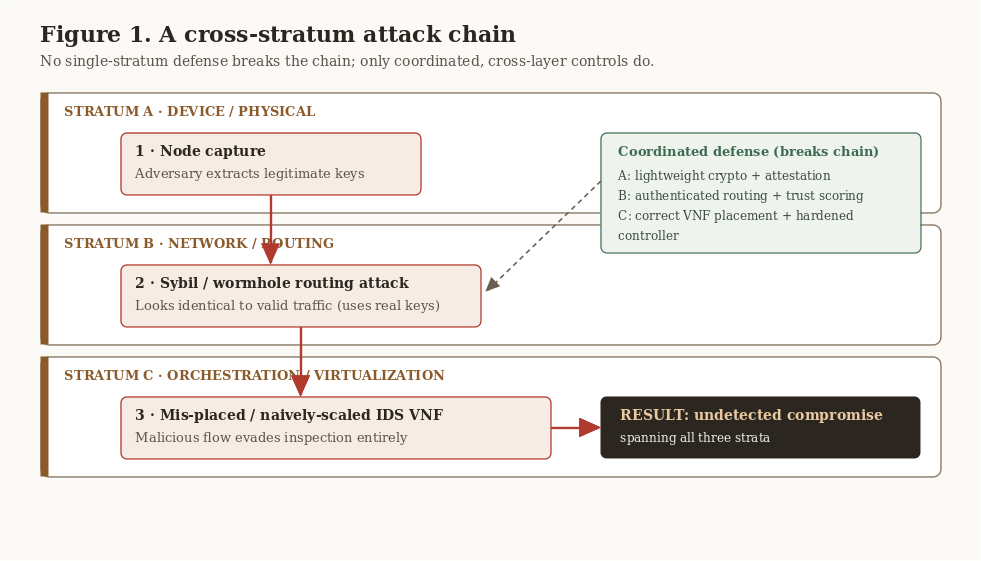 Figure 1. A cross-stratum attack chain
No single-stratum defense breaks the chain; only coordinated, cross-layer controls do.
STRATUM A · DEVICE / PHYSICAL
1 · Node capture
Adversary extracts legitimate keys
Coordinated defense (breaks chain)
A: lightweight crypto + attestation
B: authenticated routing + trust scoring
C: correct VNF placement + hardened
controller
STRATUM B · NETWORK / ROUTING
2 · Sybil / wormhole routing attack
Looks identical to valid traffic (uses real keys)
STRATUM C · ORCHESTRATION / VIRTUALIZATION
3 · Mis-placed / naively-scaled IDS VNF
Malicious flow evades inspection entirely
RESULT: undetected compromise
spanning all three strata